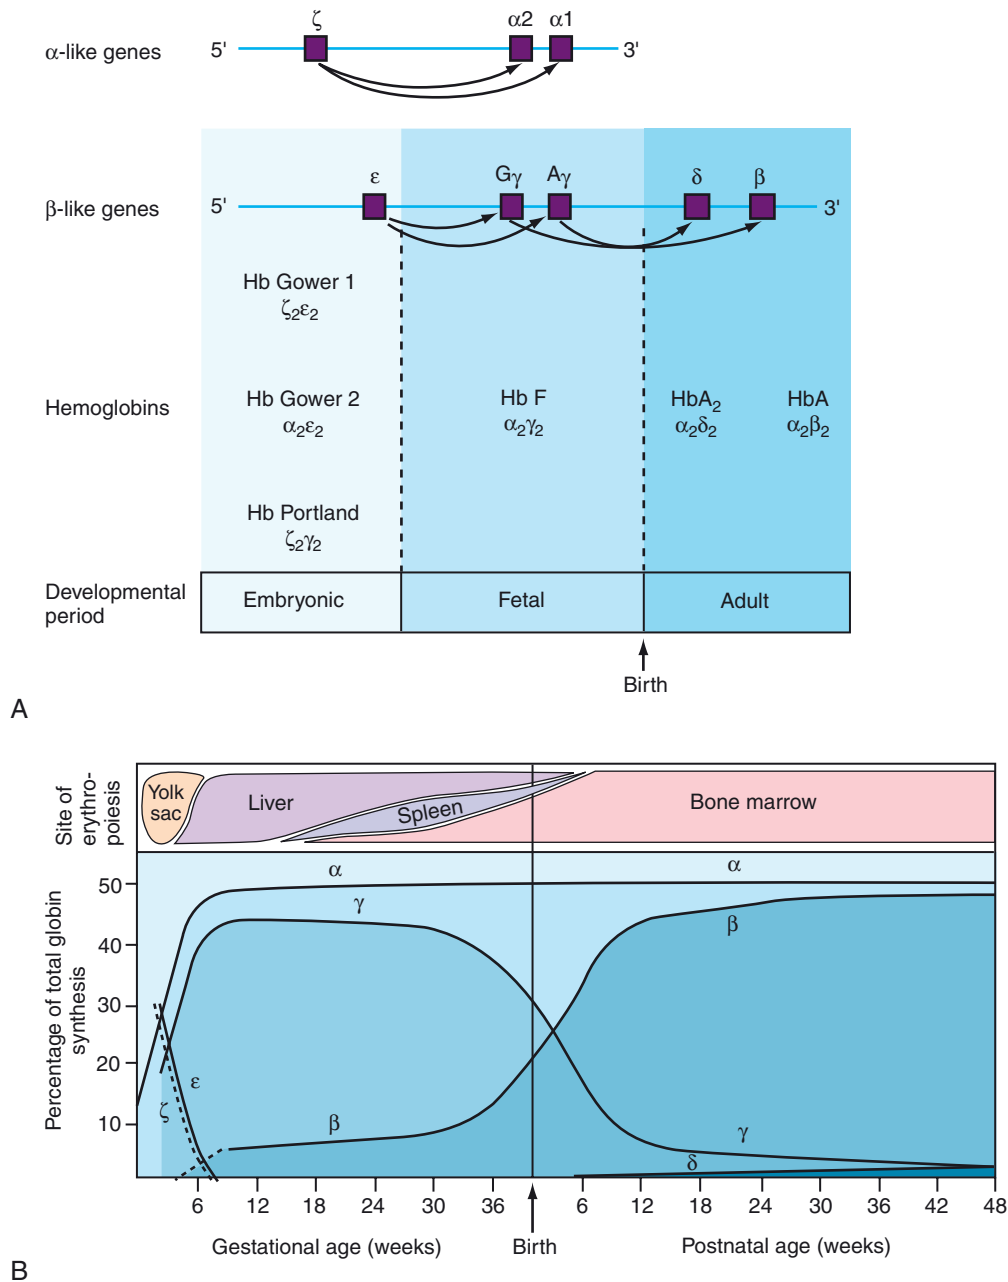 ζ α2 α1
α-like genes 5' 3'
ε Gγ Aγ δ β
β-like genes 5' 3'
Hb Gower 1
ζ2ε2
Hemoglobins
Hb Gower 2
α2ε2
Hb F
α2γ2
HbA2
α2δ2
HbA
α2β2
Hb Portland
ζ2γ2
Developmental
period
Embryonic Fetal Adult
Birth
A
Site of
erythro-
poiesis
Yolk
sac
Liver
Spleen
Bone marrow
Percentage of total globin
synthesis
50
40
30
20
10
α α
γ β
ε
ζ
β γ
δ
6 12 18 24 30 36 6 12 18 24 30 36 42 48
Gestational age (weeks) Birth Postnatal age (weeks)
B